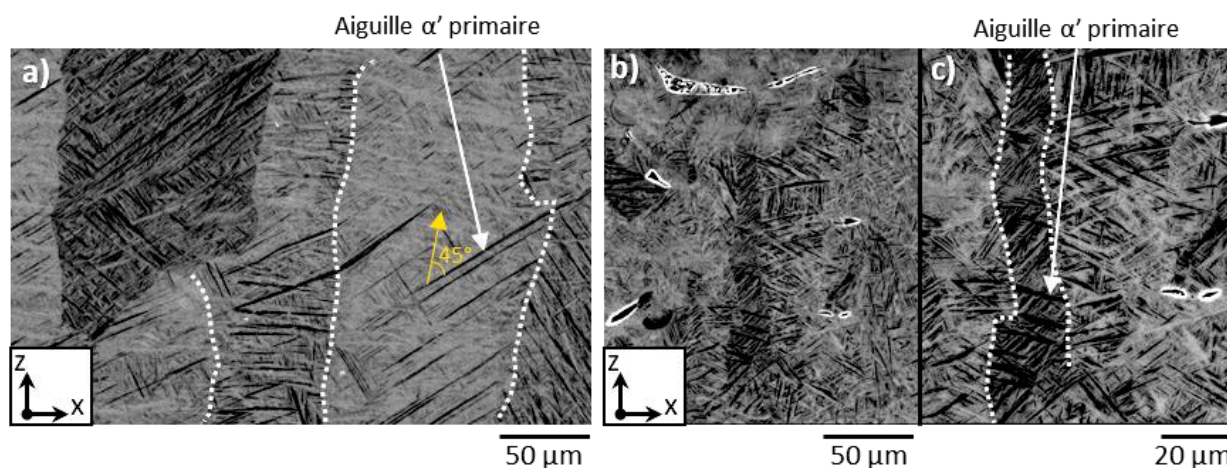 Aiguille α’ primaire
Aiguille α’ primaire
a)
b)
c)
45°
Z
X
Z
X
50 µm
50 µm
20 µm